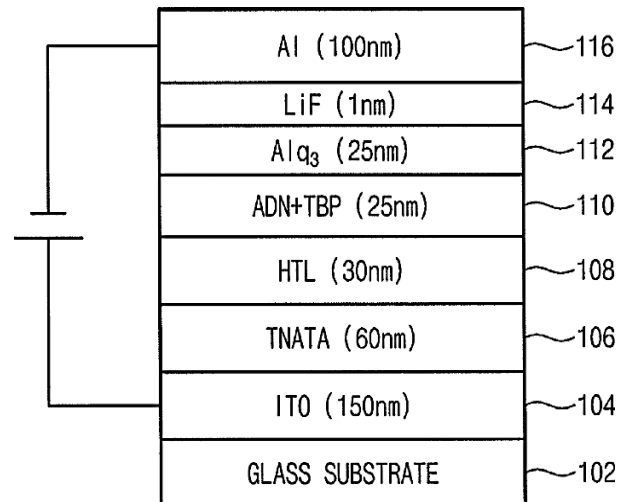 Al (100nm) 116
LiF (1nm) 114
Alq₃ (25nm) 112
ADN+TBP (25nm) 110
HTL (30nm) 108
TNATA (60nm) 106
ITO (150nm) 104
GLASS SUBSTRATE 102